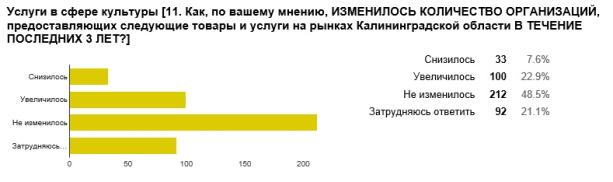 Услуги в сфере культуры [11. Как, по вашему мнению, ИЗМЕНИЛОСЬ КОЛИЧЕСТВО ОРГАНИЗАЦИЙ,
предоставляющих следующие товары и услуги на рынках Калининградской области В ТЕЧЕНИЕ
ПОСЛЕДНИХ 3 ЛЕТ?]
Снизилось
Увеличилось
Не изменилось
Затрудняюсь...
0 50 100 150 200
Снизилось 33 7.6%
Увеличилось 100 22.9%
Не изменилось 212 48.5%
Затрудняюсь ответить 92 21.1%